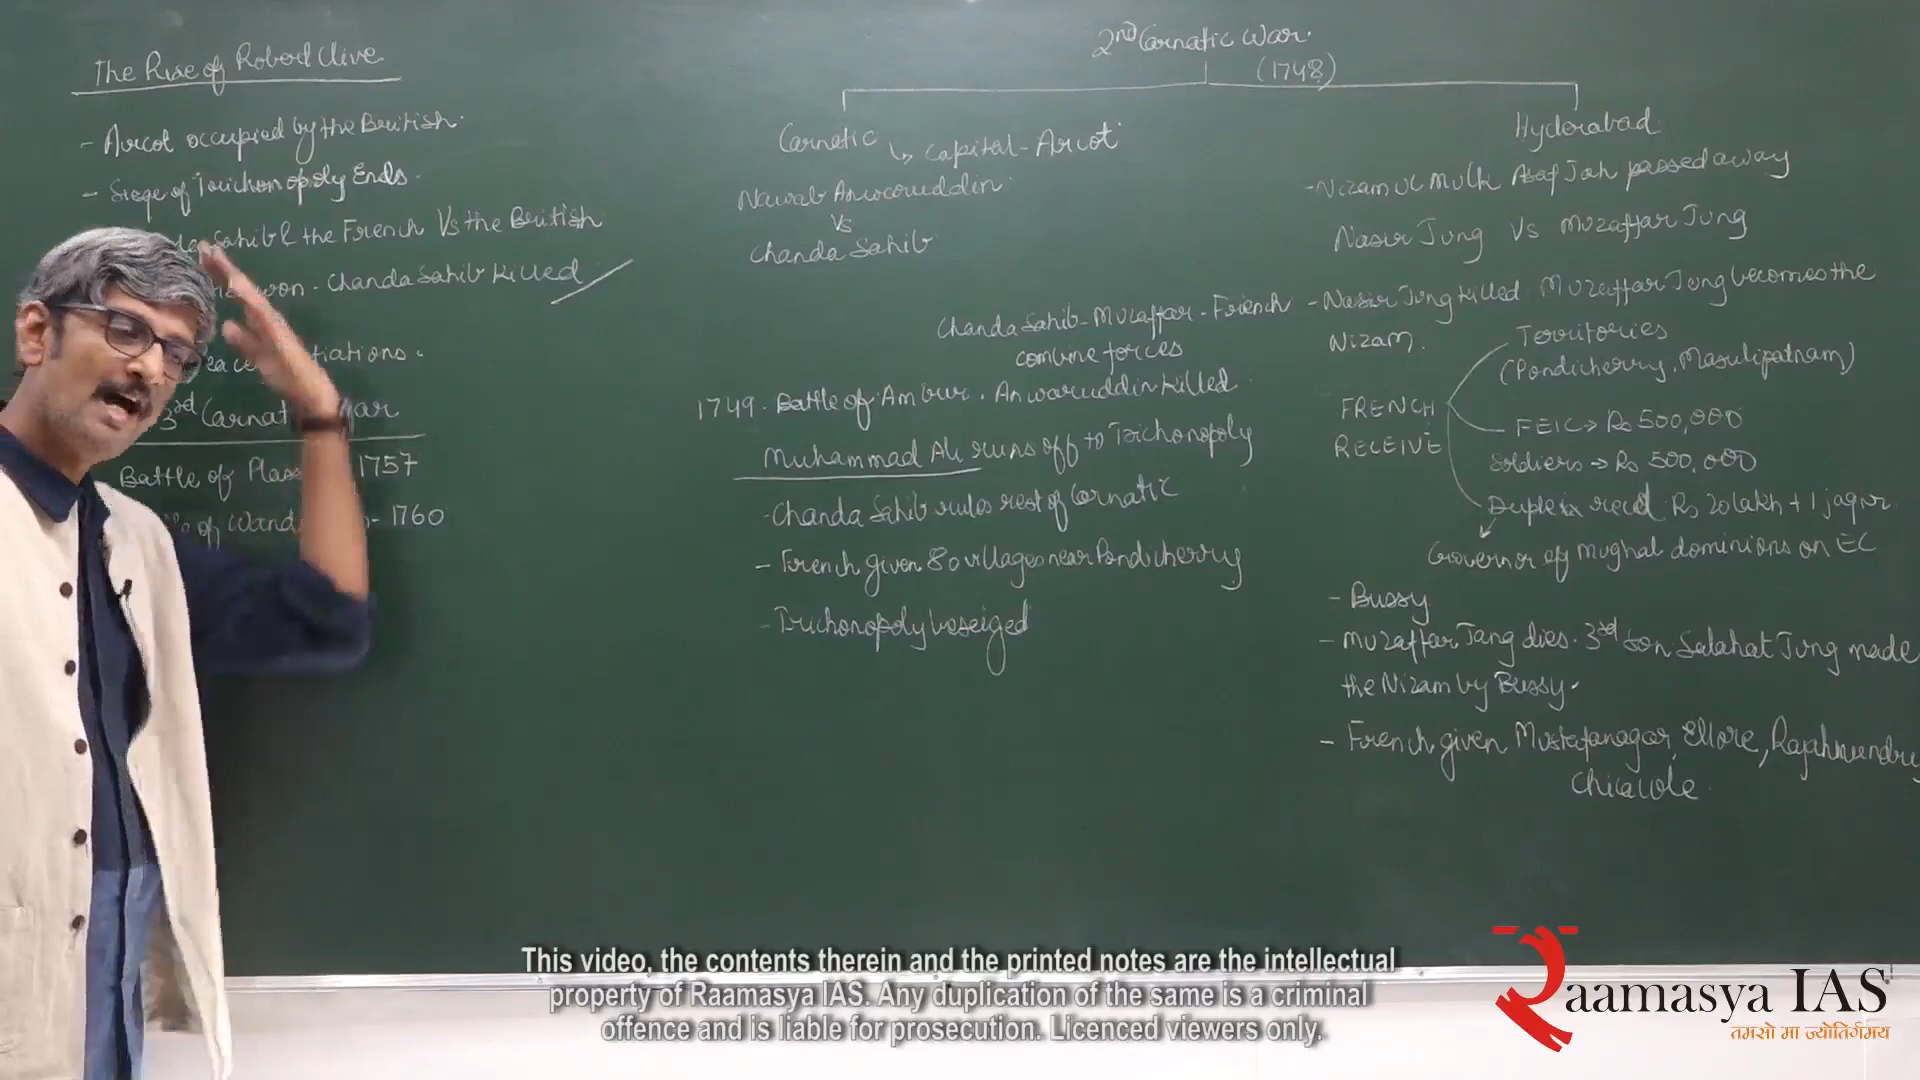 The Rise of Robert Clive
- Arcot occupied by the British.
- Siege of Trichonopoly Ends.
Sahib & the French Vs the British
won - Chanda Sahib Killed
3rd Carnatic War
Battle of Plass 1757
of Wand - 1760
2nd Carnatic War.
(1748)
Carnatic ↳ Capital - Arcot
Nawab Anwaruddin
Vs
Chanda Sahib
Chanda Sahib - Muzaffar - French
combine forces
1749. Battle of Ambur. Anwaruddin Killed.
Muhammad Ali runs off to Trichonopoly
- Chanda Sahib rules rest of Carnatic
- French given 80 villages near Pondicherry
- Trichonopoly beseiged
Hyderabad
- Nizam Ul Mulk Asaf Jah passed away
Nasir Jung Vs Muzaffar Jung
- Nasir Jung Killed. Muzaffar Jung becomes the
Nizam.
FRENCH
RECEIVE
Territories
(Pondicherry, Masulipatnam)
FEIC → Rs 500,000
Soldiers → Rs 500,000
Dupleix recd Rs 20 lakh + 1 jagir
Governor of Mughal dominions on EC
- Bussy
- Muzaffar Jang dies. 3rd son Salahat Jung made
the Nizam by Bussy.
- French given Mustafanagar, Ellore, Rajahmundry
Chicacole.
This video, the contents therein and the printed notes are the intellectual
property of Raamasya IAS. Any duplication of the same is a criminal
offence and is liable for prosecution. Licenced viewers only.
Raamasya IAS
तमसो मा ज्योतिर्गमय